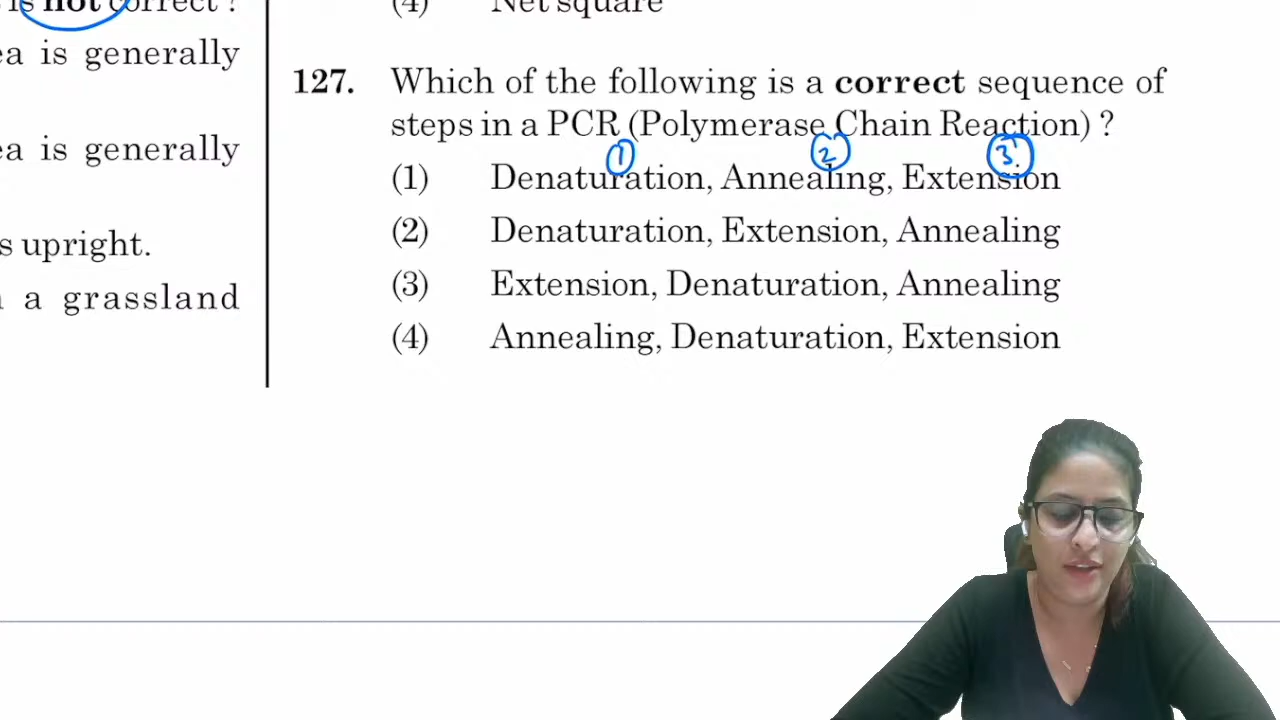 is not correct ?
ea is generally
ea is generally
s upright.
a grassland
(4) Net square
127. Which of the following is a correct sequence of
steps in a PCR (Polymerase Chain Reaction) ?
1 2 3
(1) Denaturation, Annealing, Extension
(2) Denaturation, Extension, Annealing
(3) Extension, Denaturation, Annealing
(4) Annealing, Denaturation, Extension